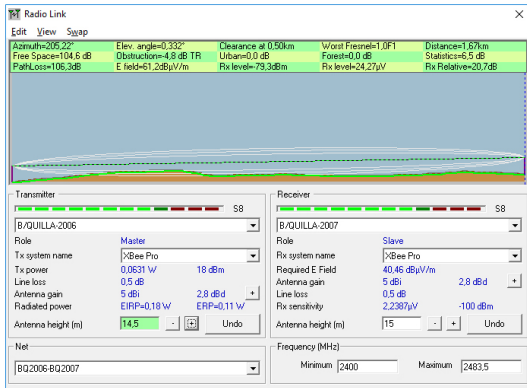 Radio Link
Edit View Swap
Azimuth=205,22° Elev. angle=0,332° Clearance at 0,50km Worst Fresnel=1,0F1 Distance=1,67km
Free Space=104,6 dB Obstruction=-4,8 dB TR Urban=0,0 dB Forest=0,0 dB Statistics=6,5 dB
PathLoss=106,3dB E field=61,2dBµV/m Rx level=-79,3dBm Rx level=24,27µV Rx Relative=20,7dB
Transmitter
S8
B/QUILLA-2006
Role Master
Tx system name XBee Pro
Tx power 0,0631 W 18 dBm
Line loss 0,5 dB
Antenna gain 5 dBi 2,8 dBd +
Radiated power EIRP=0,18 W ERP=0,11 W
Antenna height (m) 14,5 - + Undo
Receiver
S8
B/QUILLA-2007
Role Slave
Rx system name XBee Pro
Required E Field 40,46 dBµV/m
Antenna gain 5 dBi 2,8 dBd +
Line loss 0,5 dB
Rx sensitivity 2,2387µV -100 dBm
Antenna height (m) 15 - + Undo
Net
BQ2006-BQ2007
Frequency (MHz)
Minimum 2400 Maximum 2483,5